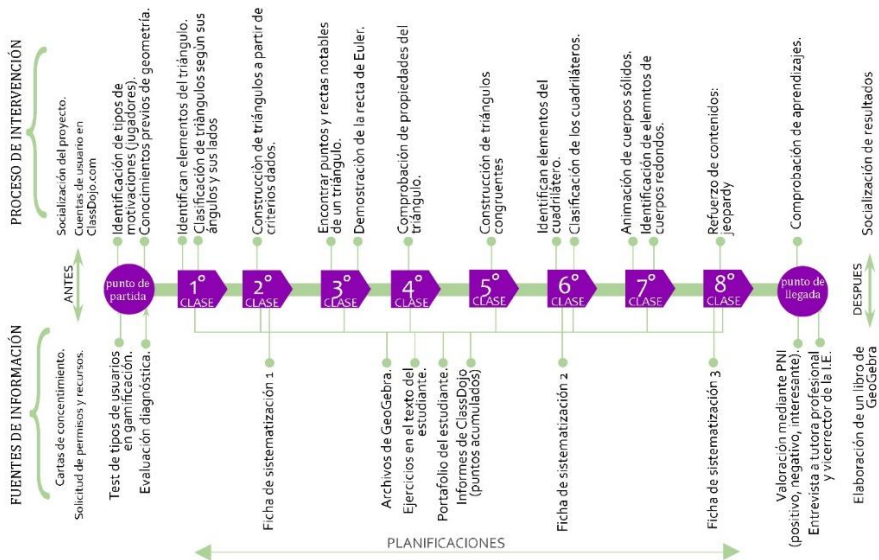 PROCESO DE INTERVENCIÓN
Socialización del proyecto.
Cuentas de usuario en
ClassDojo.com
Identificación de tipos de
motivaciones (jugadores).
Conocimientos previos de geometría.
Identifican elementos del triángulo.
Clasificación de triángulos según sus
ángulos y sus lados
Construcción de triángulos a partir de
criterios dados.
Encontrar puntos y rectas notables
de un triángulo.
Demostración de la recta de Euler.
Comprobación de propiedades del
triángulo.
Construcción de triángulos
congruentes
Identifican elementos del
cuadrilátero.
Clasificación de los cuadriláteros.
Animación de cuerpos sólidos.
Identificación de elemntos de
cuerpos redondos.
Refuerzo de contenidos:
jeopardy
Comprobación de aprendizajes.
Socialización de resultados
ANTES
punto de
partida
1°
CLASE
2°
CLASE
3°
CLASE
4°
CLASE
5°
CLASE
6°
CLASE
7°
CLASE
8°
CLASE
punto de
llegada
DESPUES
FUENTES DE INFORMACIÓN
Cartas de concentimiento.
Solicitud de permisos y recursos.
Test de tipos de usuarios
en gamificación.
Evaluación diagnóstica.
Ficha de sistematización 1
Archivos de GeoGebra.
Ejercicios en el texto del
estudiante.
Portafolio del estudiante.
Informes de ClassDojo
(puntos acumulados)
Ficha de sistematización 2
Ficha de sistematización 3
Valoración mediante PNI
(positivo, negativo, interesante).
Entrevista a tutora profesional
y vicerrector de la I.E.
Elaboración de un libro de
GeoGebra
PLANIFICACIONES